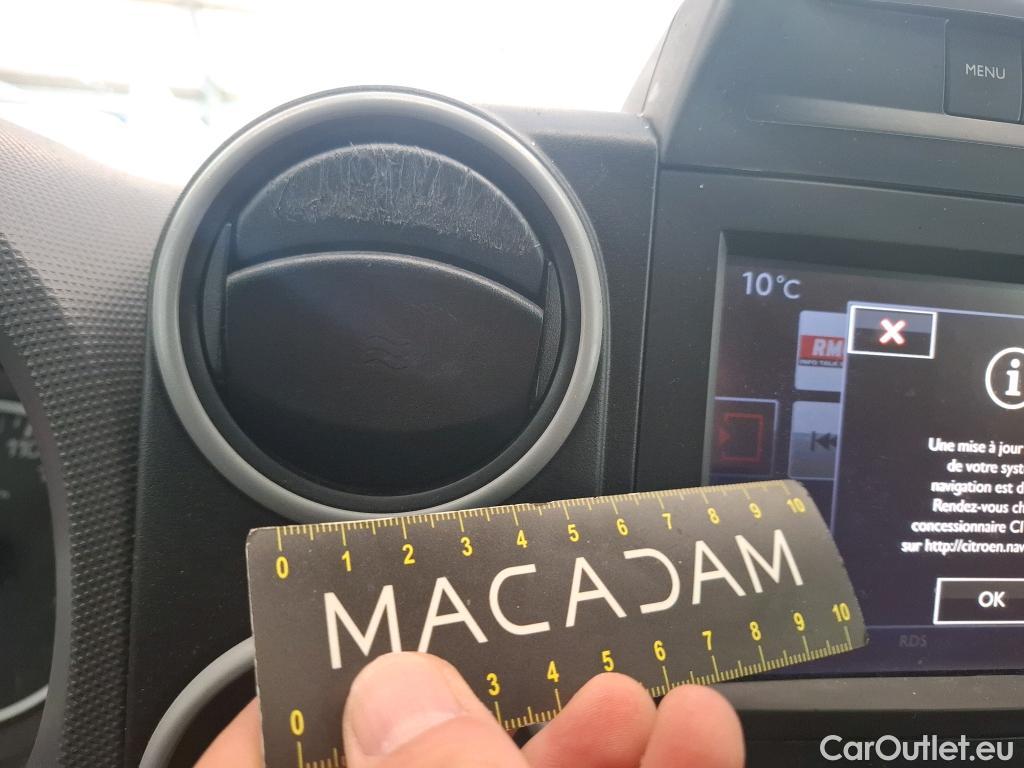 MENU
10°C
RM
Une mise à jour
de votre syst
navigation est d
Rendez-vous ch
concessionnaire CI
sur http://citroen.nav
OK
RDS
0 1 2 3 4 5 6 7 8 9 10
MACADAM
0 3 4 5 6 7 8 9 10
CarOutlet.eu